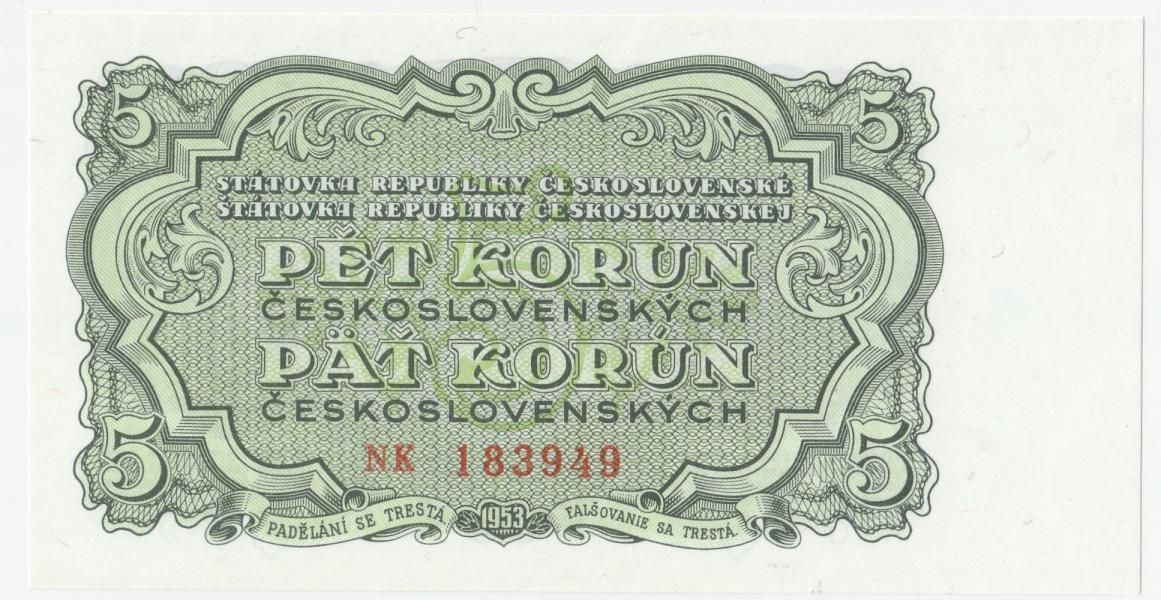 5 5
STÁTOVKA REPUBLIKY ČESKOSLOVENSKÉ
ŠTÁTOVKA REPUBLIKY ČESKOSLOVENSKEJ
PĚT KORUN
ČESKOSLOVENSKÝCH
PÄŤ KORÚN
ČESKOSLOVENSKÝCH
NK 183949
5 5
PADĚLÁNÍ SE TRESTÁ. 1953 FALŠOVANIE SA TRESTÁ.